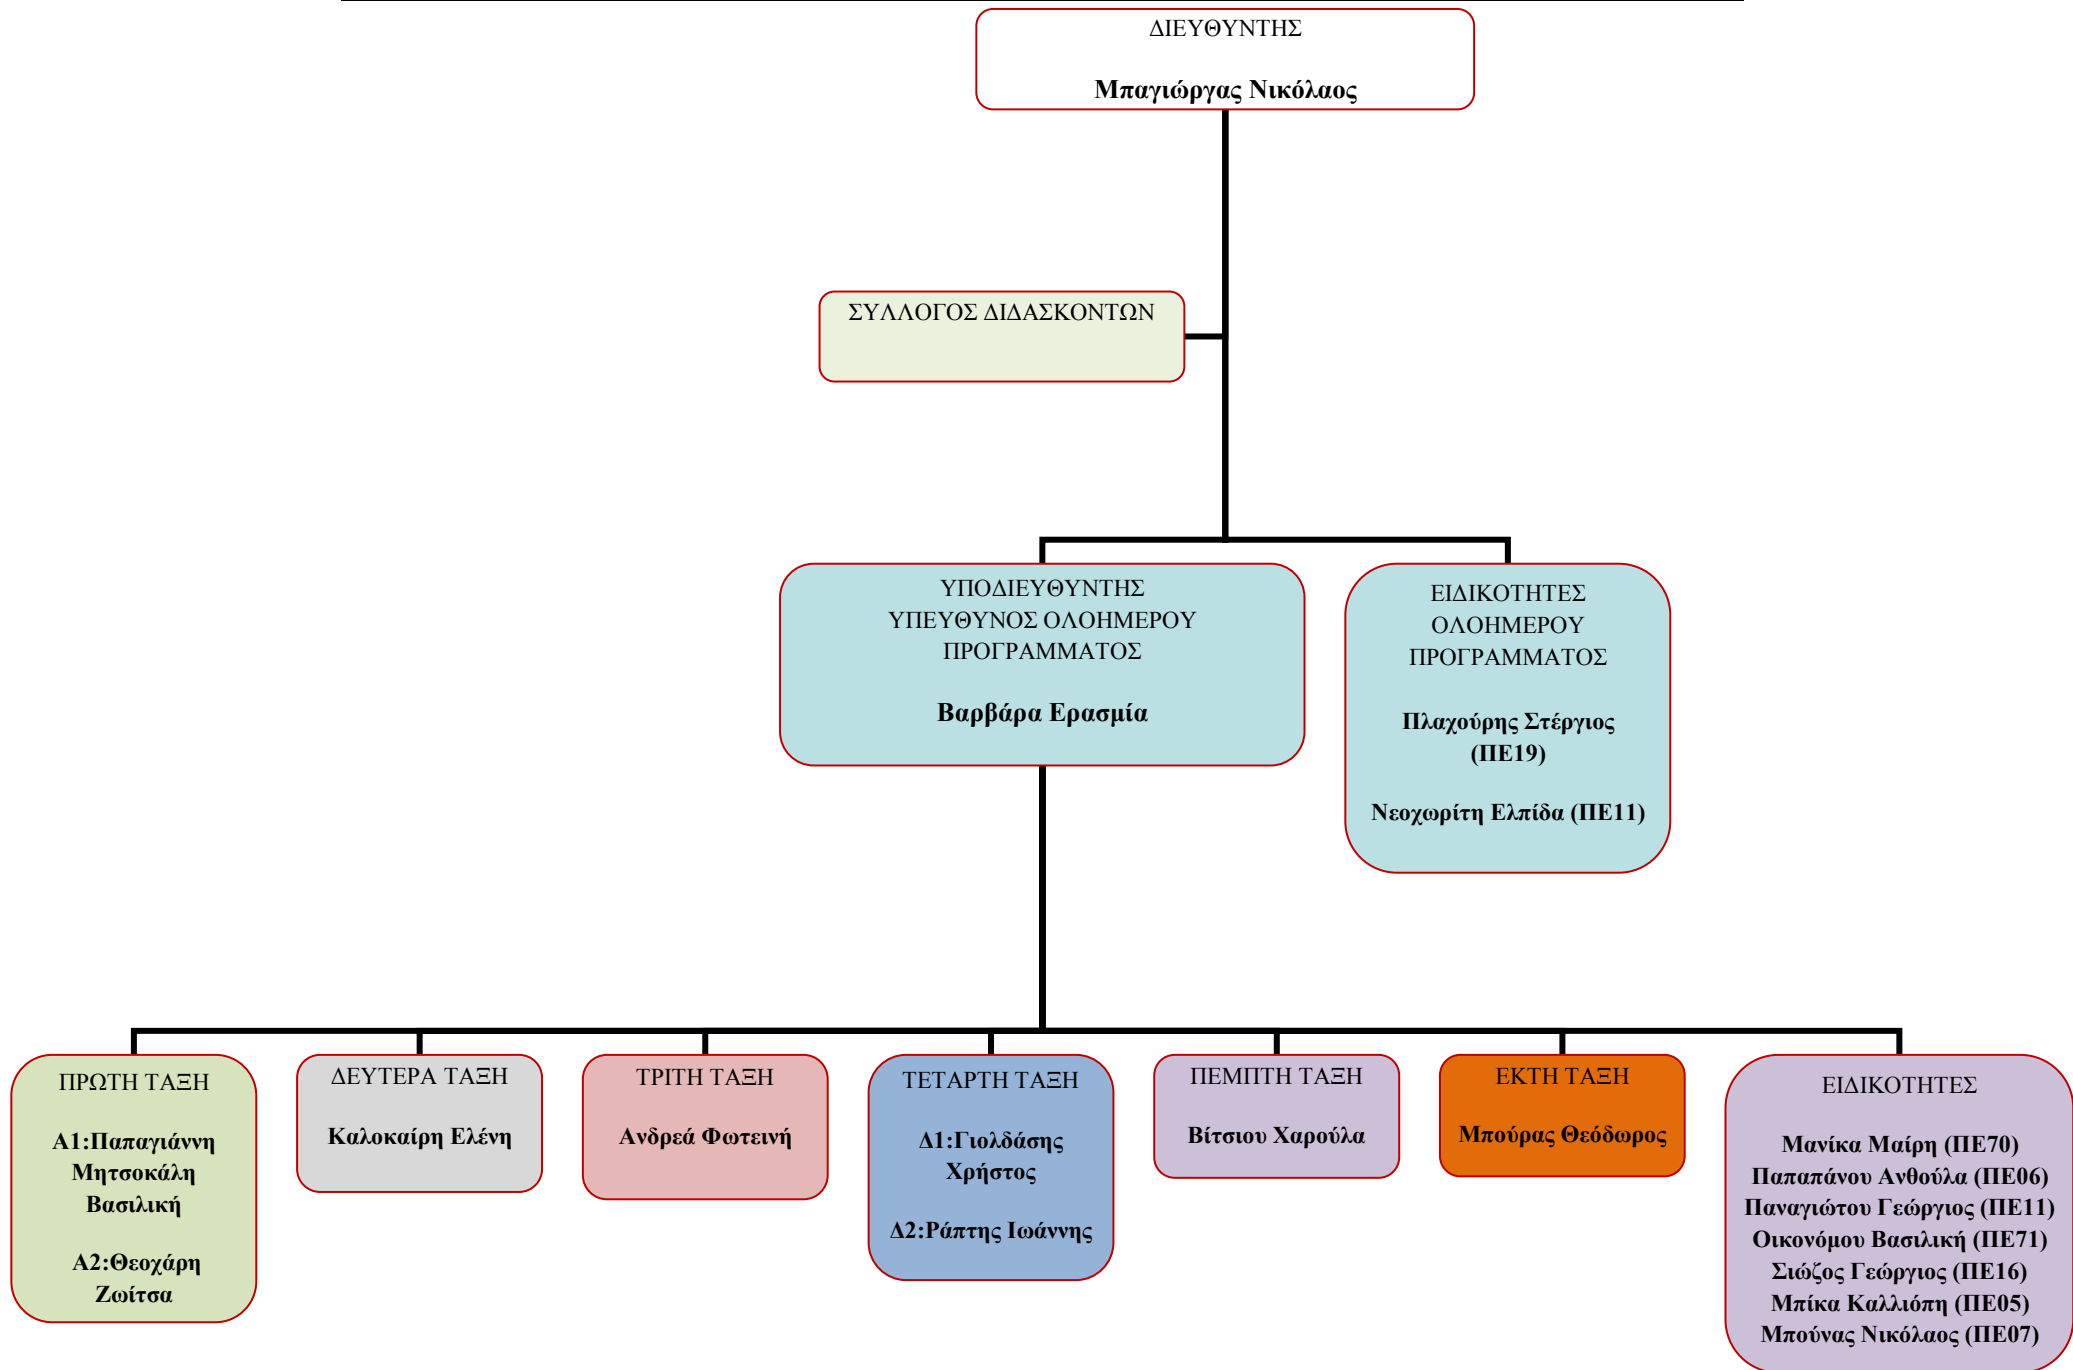 ΔΙΕΥΘΥΝΤΗΣ
Μπαγιώργας Νικόλαος
ΣΥΛΛΟΓΟΣ ΔΙΔΑΣΚΟΝΤΩΝ
ΥΠΟΔΙΕΥΘΥΝΤΗΣ
ΥΠΕΥΘΥΝΟΣ ΟΛΟΗΜΕΡΟΥ
ΠΡΟΓΡΑΜΜΑΤΟΣ
Βαρβάρα Ερασμία
ΕΙΔΙΚΟΤΗΤΕΣ
ΟΛΟΗΜΕΡΟΥ
ΠΡΟΓΡΑΜΜΑΤΟΣ
Πλαχούρης Στέργιος
(ΠΕ19)
Νεοχωρίτη Ελπίδα (ΠΕ11)
ΠΡΩΤΗ ΤΑΞΗ
Α1:Παπαγιάννη
Μητσοκάλη
Βασιλική
Α2:Θεοχάρη
Ζωίτσα
ΔΕΥΤΕΡΑ ΤΑΞΗ
Καλοκαίρη Ελένη
ΤΡΙΤΗ ΤΑΞΗ
Ανδρεά Φωτεινή
ΤΕΤΑΡΤΗ ΤΑΞΗ
Δ1:Γιολδάσης
Χρήστος
Δ2:Ράπτης Ιωάννης
ΠΕΜΠΤΗ ΤΑΞΗ
Βίτσιου Χαρούλα
ΕΚΤΗ ΤΑΞΗ
Μπούρας Θεόδωρος
ΕΙΔΙΚΟΤΗΤΕΣ
Μανίκα Μαίρη (ΠΕ70)
Παπαπάνου Ανθούλα (ΠΕ06)
Παναγιώτου Γεώργιος (ΠΕ11)
Οικονόμου Βασιλική (ΠΕ71)
Σιώζος Γεώργιος (ΠΕ16)
Μπίκα Καλλιόπη (ΠΕ05)
Μπούνας Νικόλαος (ΠΕ07)